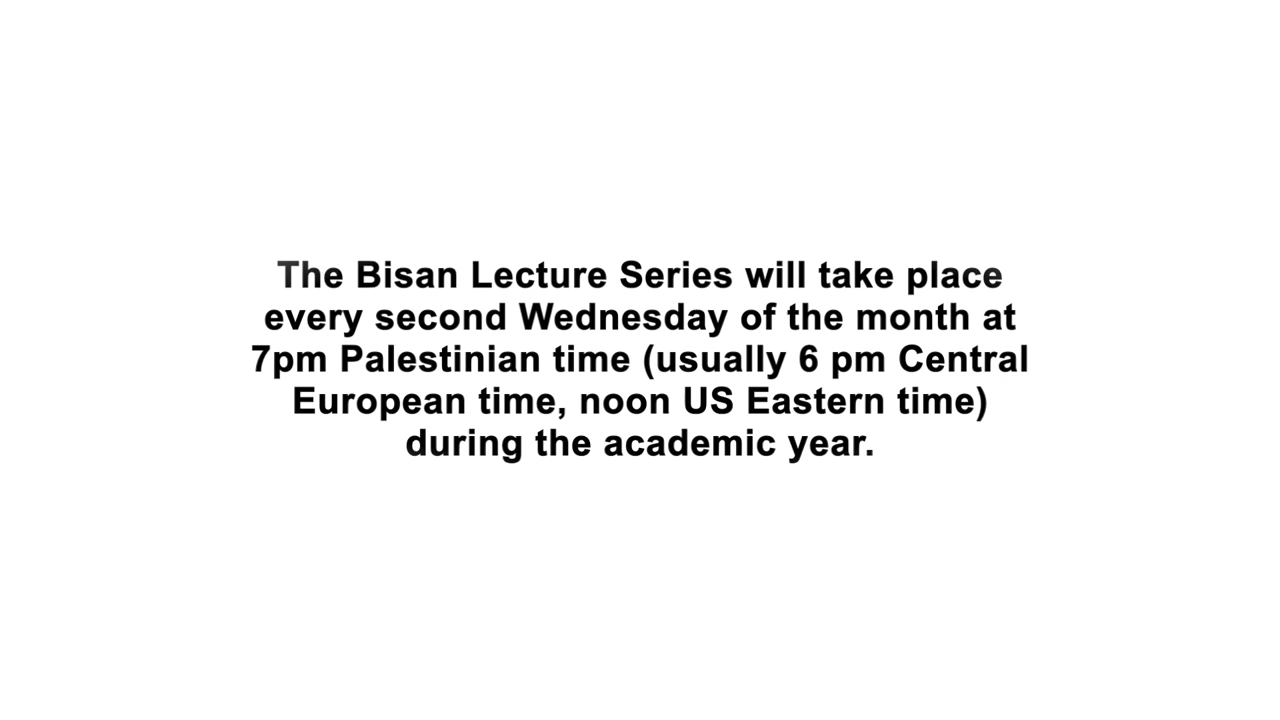 The Bisan Lecture Series will take place
every second Wednesday of the month at
7pm Palestinian time (usually 6 pm Central
European time, noon US Eastern time)
during the academic year.